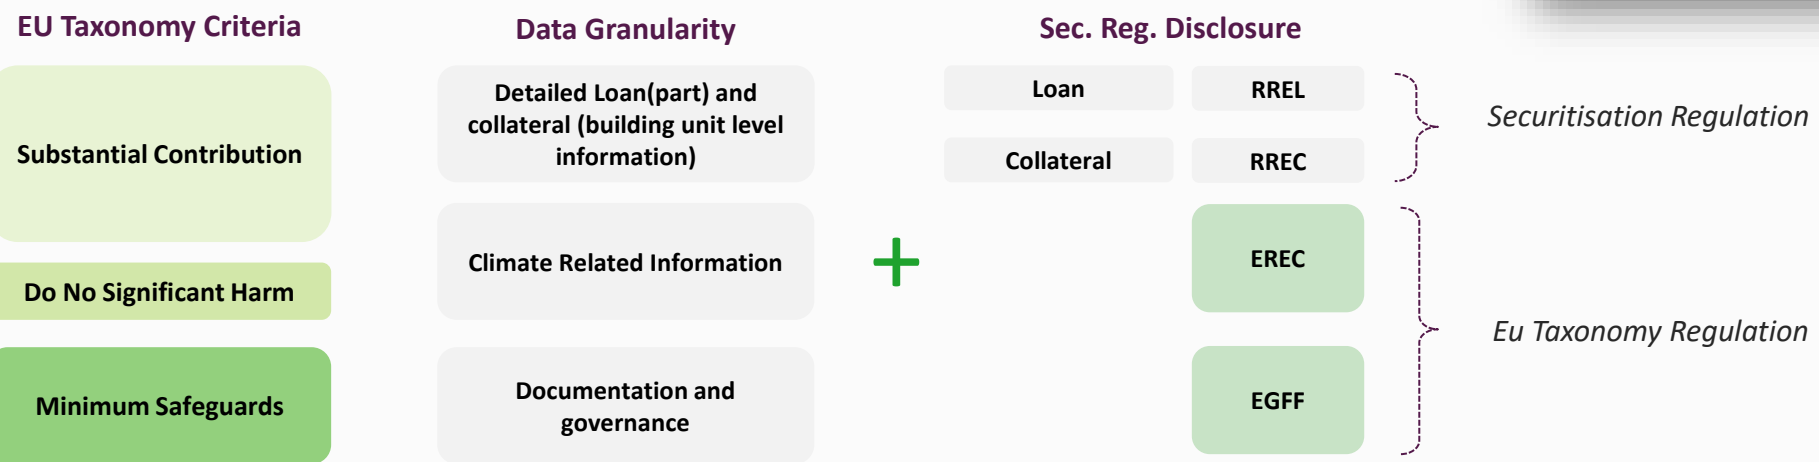 EU Taxonomy Criteria
Data Granularity
Sec. Reg. Disclosure
Substantial Contribution
Do No Significant Harm
Minimum Safeguards
Detailed Loan(part) and
collateral (building unit level
information)
Climate Related Information
Documentation and
governance
+
Loan
RREL
Collateral
RREC
EREC
EGFF
Securitisation Regulation
Eu Taxonomy Regulation